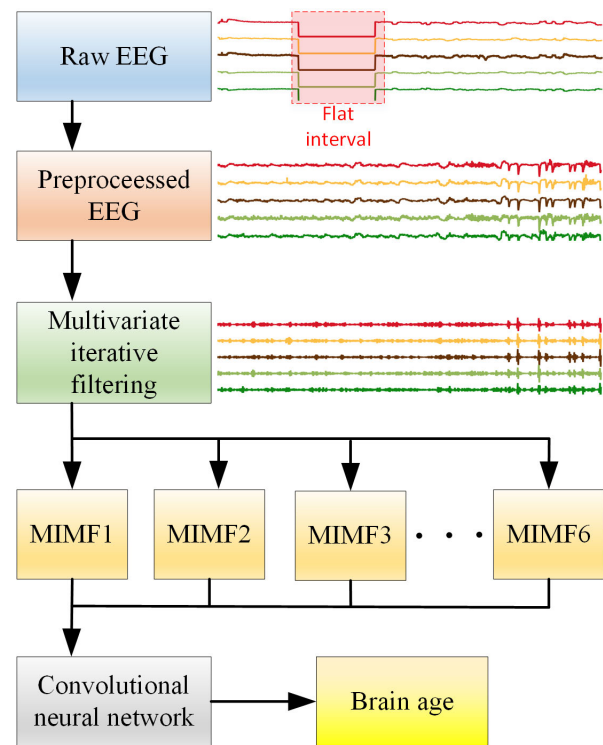 Raw EEG
Flat
interval
Preproceessed
EEG
Multivariate
iterative
filtering
MIMF1
MIMF2
MIMF3
MIMF6
Convolutional
neural network
Brain age